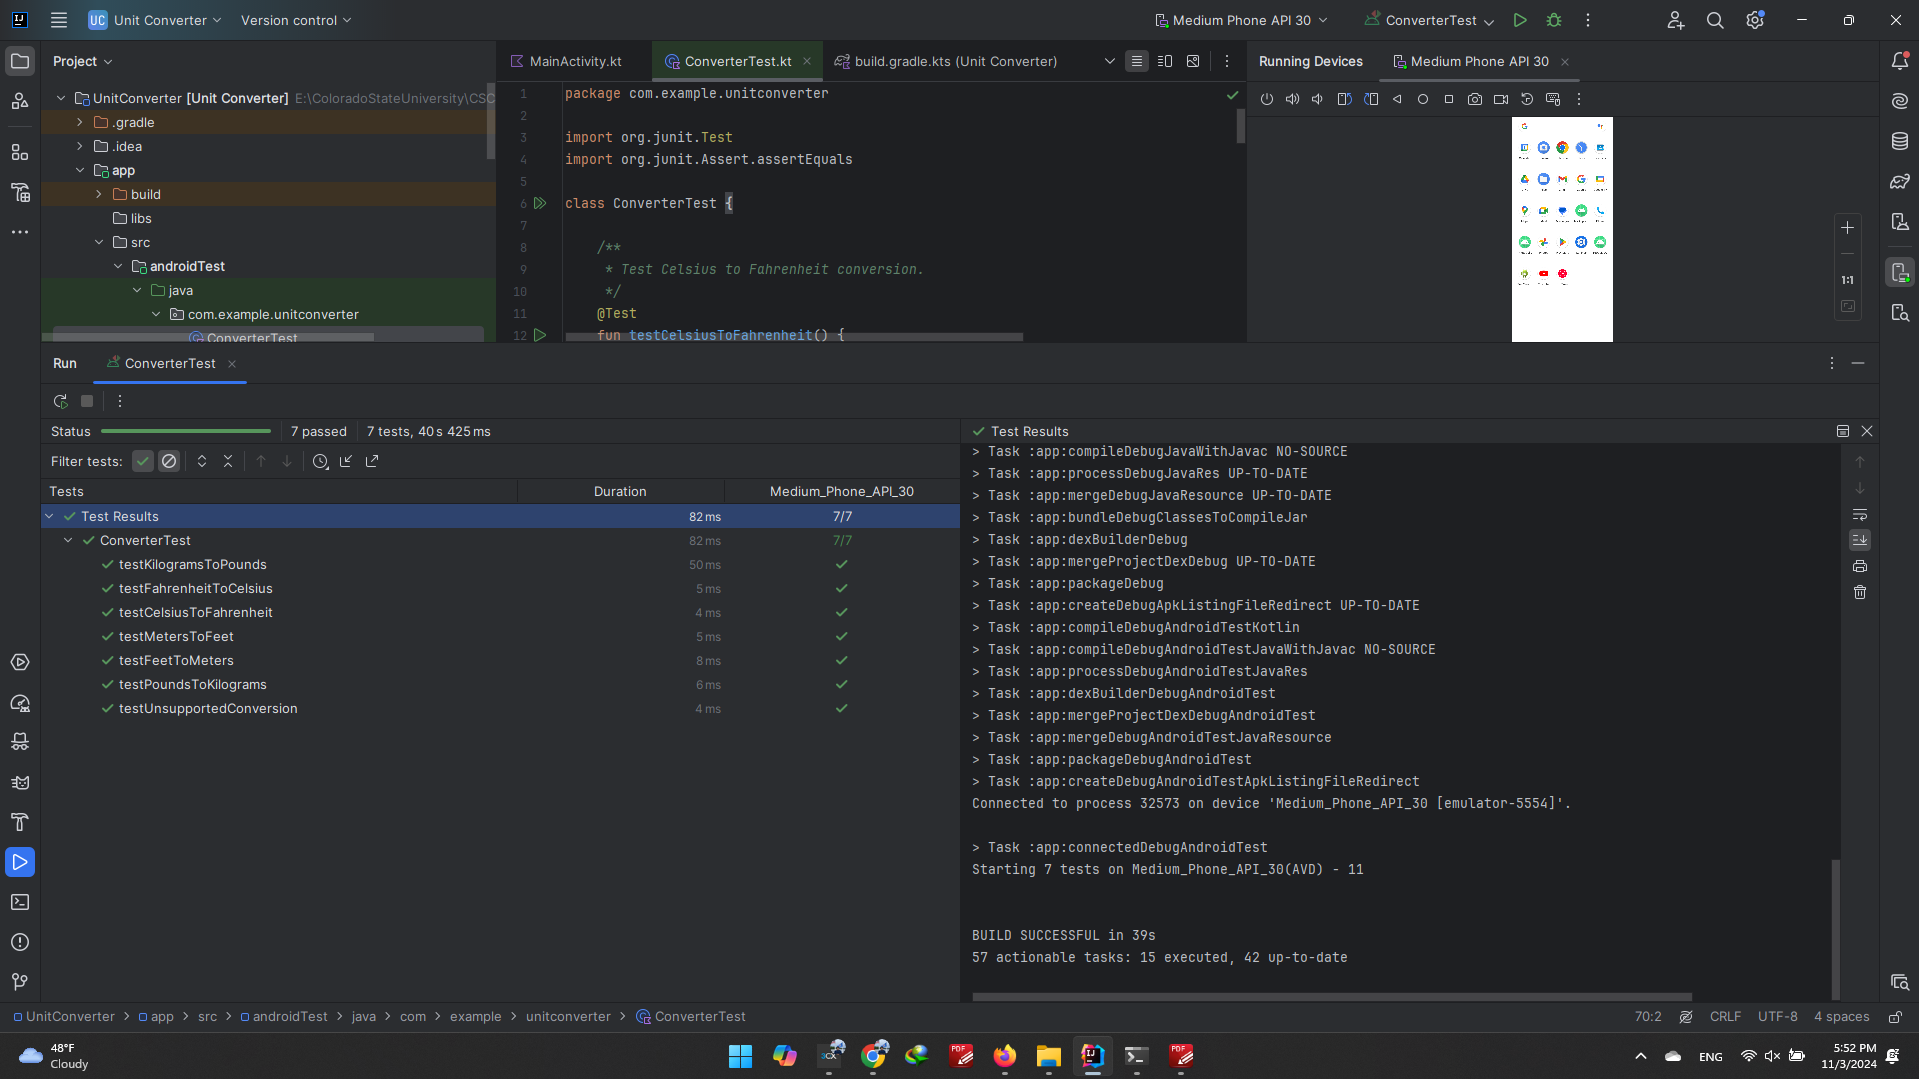 UC Unit Converter
Version control
Medium Phone API 30
ConverterTest
Project
MainActivity.kt
ConverterTest.kt
build.gradle.kts (Unit Converter)
Running Devices
Medium Phone API 30
UnitConverter [Unit Converter] E:\ColoradoStateUniversity\CSC
.gradle
.idea
app
build
libs
src
androidTest
java
com.example.unitconverter
ConverterTest
1 package com.example.unitconverter
2
3 import org.junit.Test
4 import org.junit.Assert.assertEquals
5
6 class ConverterTest {
7
8 /**
9 * Test Celsius to Fahrenheit conversion.
10 */
11 @Test
12 fun testCelsiusToFahrenheit() {
1:1
Run
ConverterTest
Status 7 passed 7 tests, 40 s 425 ms
Filter tests:
Tests Duration Medium_Phone_API_30
Test Results 82 ms 7/7
ConverterTest 82 ms 7/7
testKilogramsToPounds 50 ms
testFahrenheitToCelsius 5 ms
testCelsiusToFahrenheit 4 ms
testMetersToFeet 5 ms
testFeetToMeters 8 ms
testPoundsToKilograms 6 ms
testUnsupportedConversion 4 ms
Test Results
> Task :app:compileDebugJavaWithJavac NO-SOURCE
> Task :app:processDebugJavaRes UP-TO-DATE
> Task :app:mergeDebugJavaResource UP-TO-DATE
> Task :app:bundleDebugClassesToCompileJar
> Task :app:dexBuilderDebug
> Task :app:mergeProjectDexDebug UP-TO-DATE
> Task :app:packageDebug
> Task :app:createDebugApkListingFileRedirect UP-TO-DATE
> Task :app:compileDebugAndroidTestKotlin
> Task :app:compileDebugAndroidTestJavaWithJavac NO-SOURCE
> Task :app:processDebugAndroidTestJavaRes
> Task :app:dexBuilderDebugAndroidTest
> Task :app:mergeProjectDexDebugAndroidTest
> Task :app:mergeDebugAndroidTestJavaResource
> Task :app:packageDebugAndroidTest
> Task :app:createDebugAndroidTestApkListingFileRedirect
Connected to process 32573 on device 'Medium_Phone_API_30 [emulator-5554]'.
> Task :app:connectedDebugAndroidTest
Starting 7 tests on Medium_Phone_API_30(AVD) - 11
BUILD SUCCESSFUL in 39s
57 actionable tasks: 15 executed, 42 up-to-date
UnitConverter > app > src > androidTest > java > com > example > unitconverter > ConverterTest
70:2 CRLF UTF-8 4 spaces
48°F
Cloudy
ENG
5:52 PM
11/3/2024